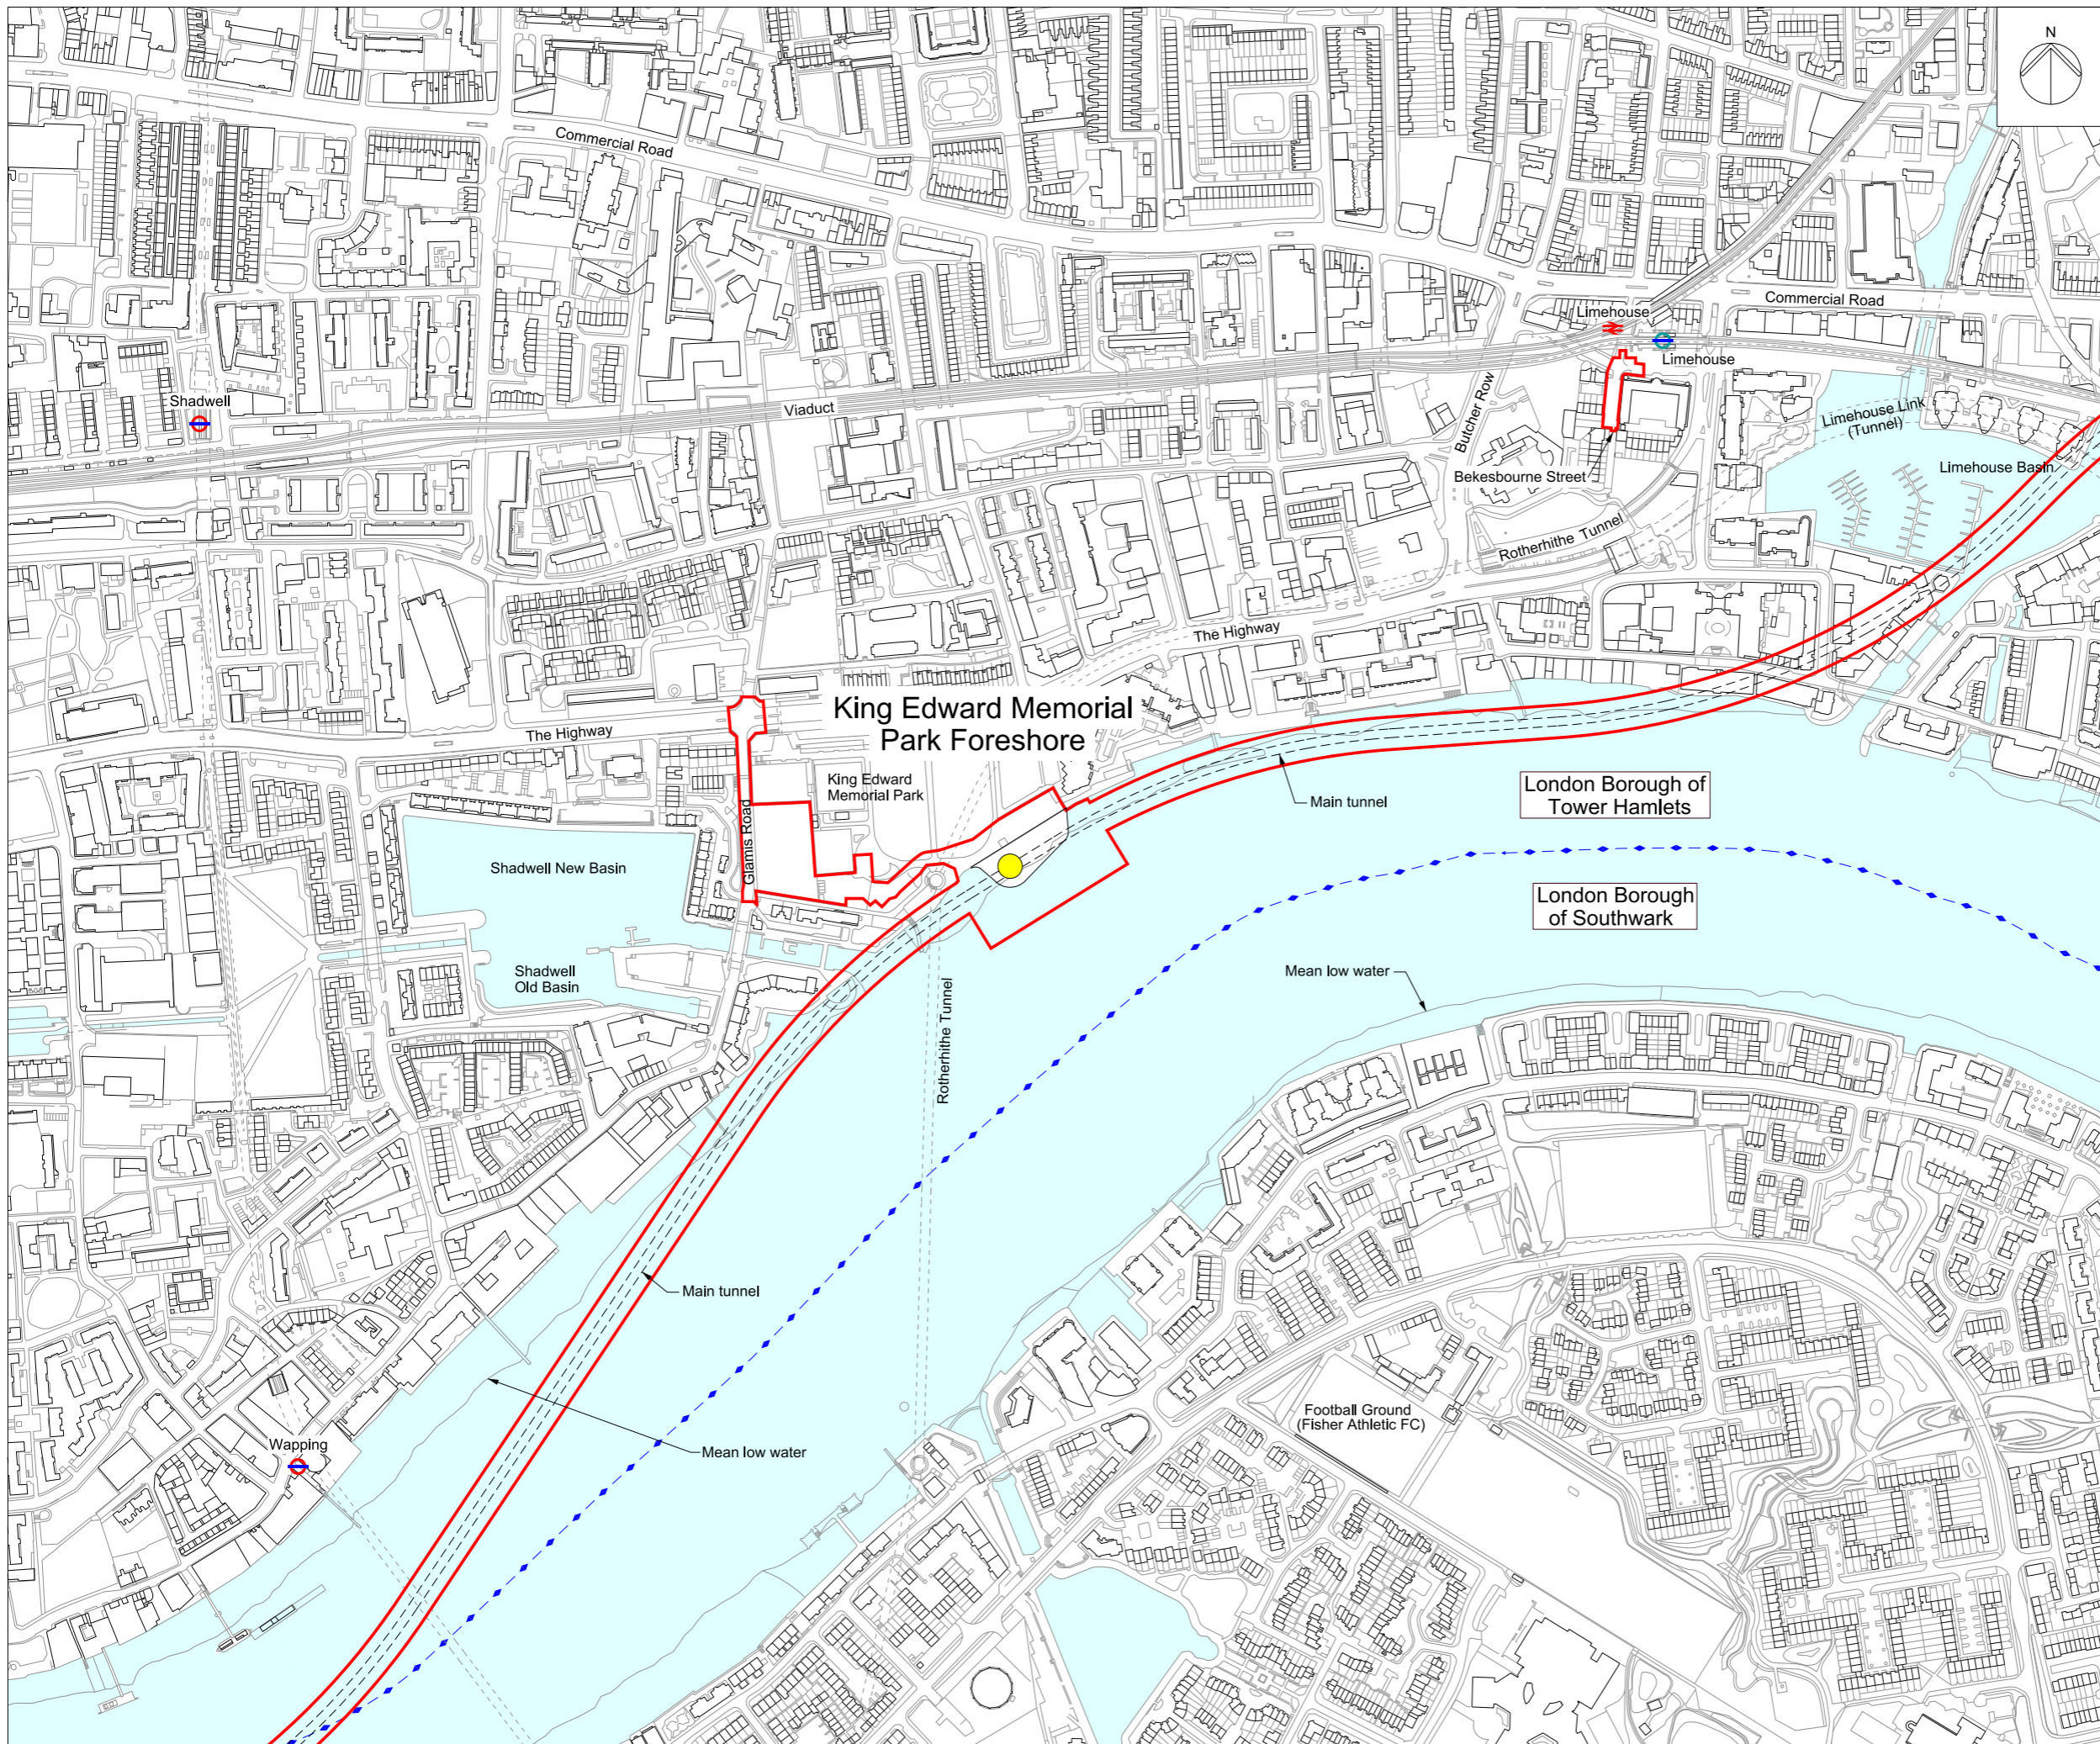 N
Commercial Road
Commercial Road
Limehouse
Limehouse
Shadwell
Viaduct
Butcher Row
Limehouse Link
(Tunnel)
Limehouse Basin
Bekesbourne Street
Rotherhithe Tunnel
The Highway
King Edward Memorial
Park Foreshore
The Highway
King Edward
Memorial Park
Glamis Road
Main tunnel
London Borough of
Tower Hamlets
Shadwell New Basin
London Borough
of Southwark
Shadwell
Old Basin
Mean low water
Rotherhithe Tunnel
Main tunnel
Football Ground
(Fisher Athletic FC)
Wapping
Mean low water